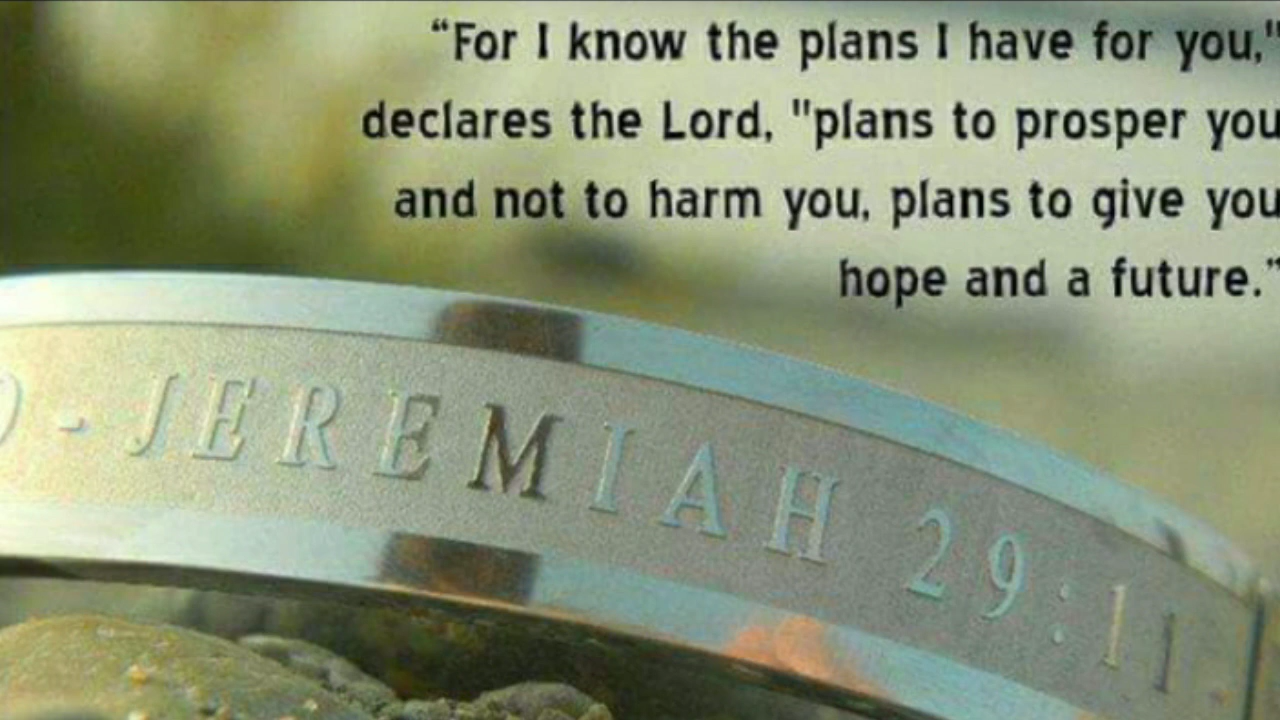 “For I know the plans I have for you,"
declares the Lord, "plans to prosper you
and not to harm you, plans to give you
hope and a future.”
- JEREMIAH 29:11